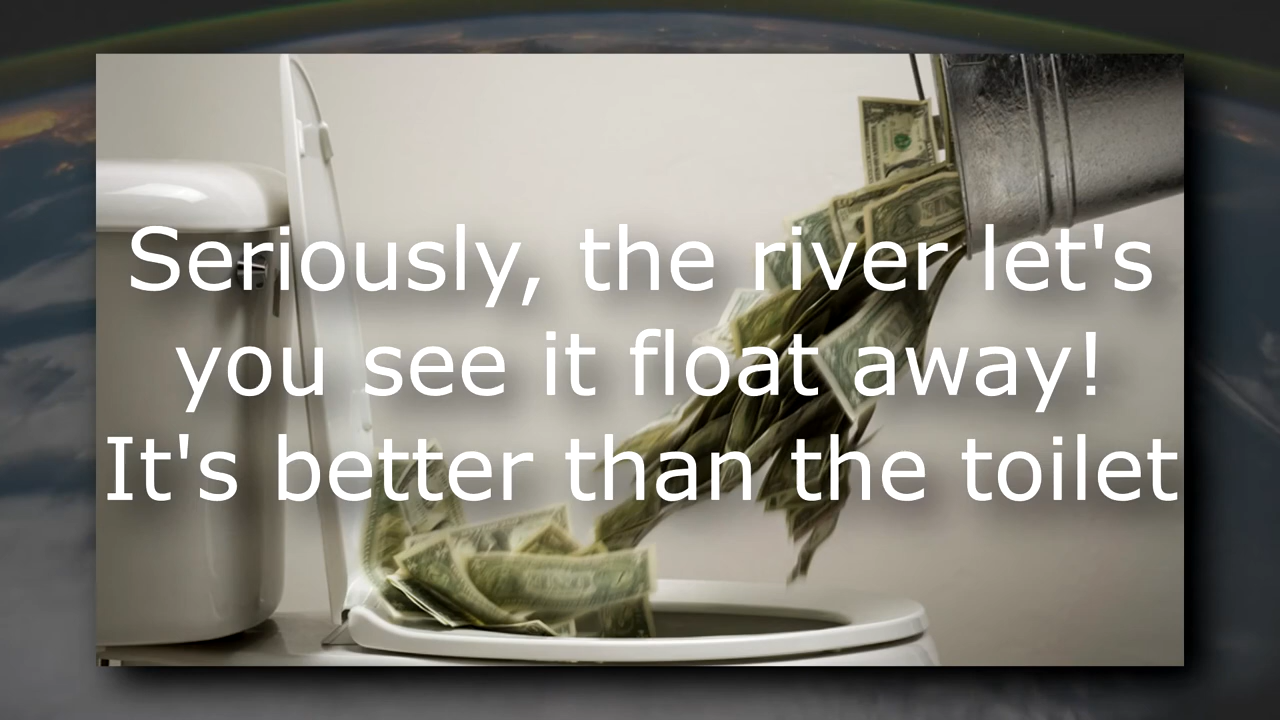 Seriously, the river let's
you see it float away!
It's better than the toilet